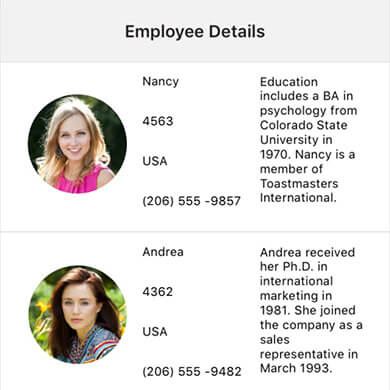 Employee Details
Nancy
4563
USA
(206) 555 -9857
Education
includes a BA in
psychology from
Colorado State
University in
1970. Nancy is a
member of
Toastmasters
International.
Andrea
4362
USA
(206) 555 -9482
Andrea received
her Ph.D. in
international
marketing in
1981. She joined
the company as a
sales
representative in
March 1993.